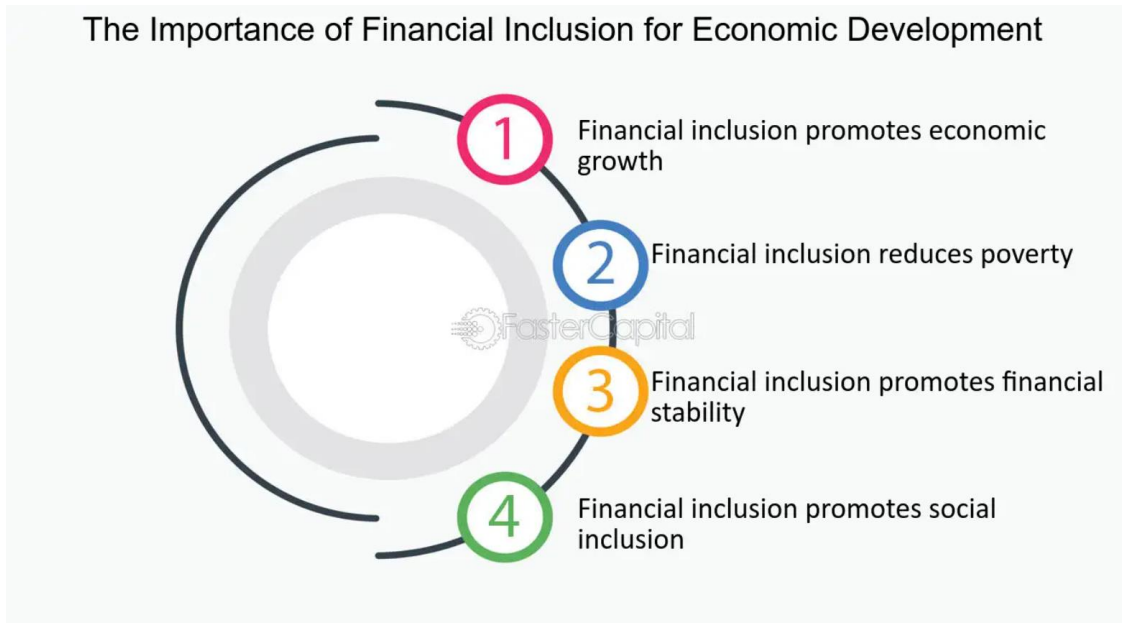 The Importance of Financial Inclusion for Economic Development
1
Financial inclusion promotes economic
growth
2
Financial inclusion reduces poverty
FasterCapital
3
Financial inclusion promotes financial
stability
4
Financial inclusion promotes social
inclusion